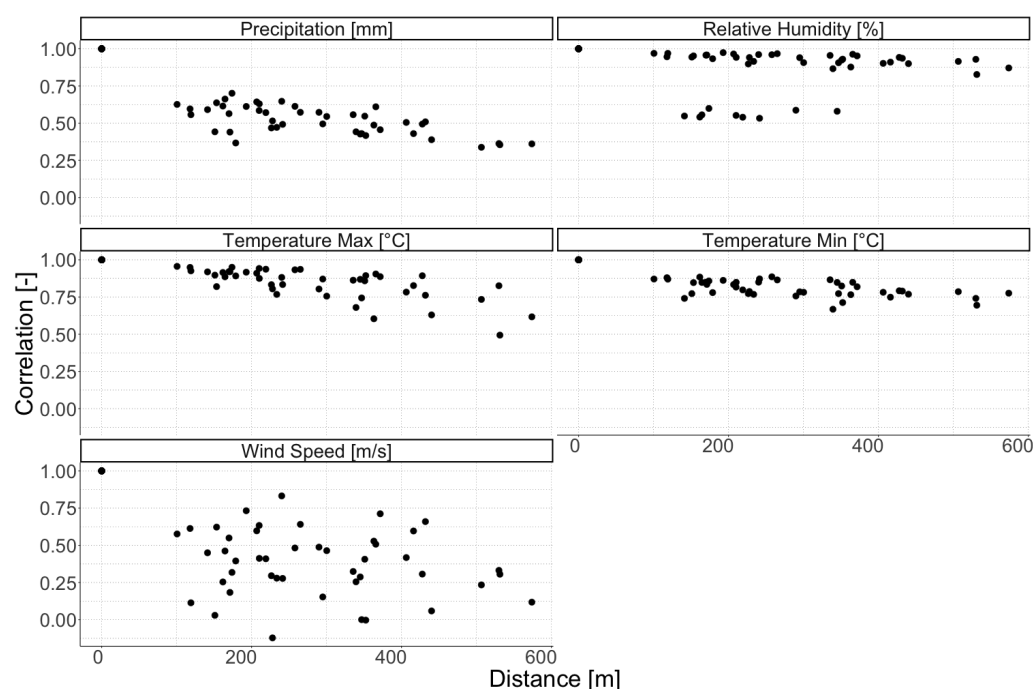 Precipitation [mm]
Relative Humidity [%]
1.00
0.75
0.50
0.25
0.00
Temperature Max [°C]
Temperature Min [°C]
1.00
0.75
0.50
0.25
0.00
Correlation [-]
0 200 400 600
Wind Speed [m/s]
1.00
0.75
0.50
0.25
0.00
0 200 400 600
Distance [m]